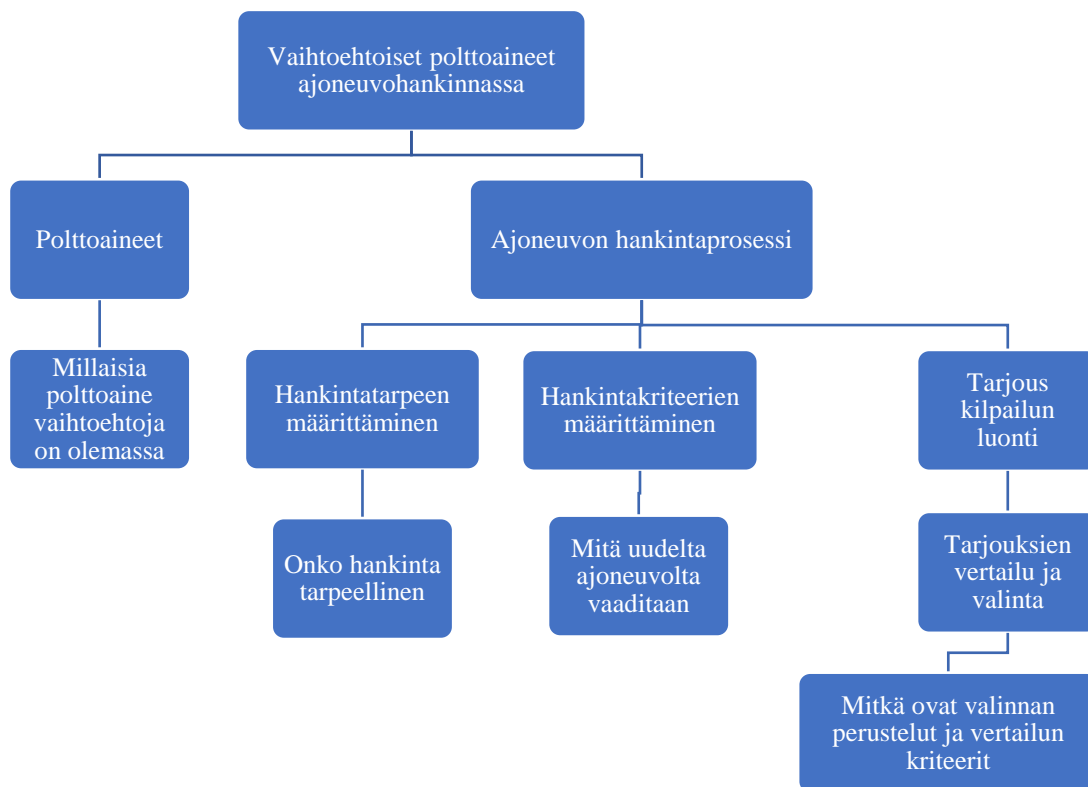 Vaihtoehtoiset polttoaineet
ajoneuvohankinnassa
Polttoaineet
Ajoneuvon hankintaprosessi
Millaisia
polttoaine
vaihtoehtoja
on olemassa
Hankintatarpeen
määrittäminen
Hankintakriteerien
määrittäminen
Tarjous
kilpailun
luonti
Onko hankinta
tarpeellinen
Mitä uudelta
ajoneuvolta
vaaditaan
Tarjouksien
vertailu ja
valinta
Mitkä ovat valinnan
perustelut ja vertailun
kriteerit